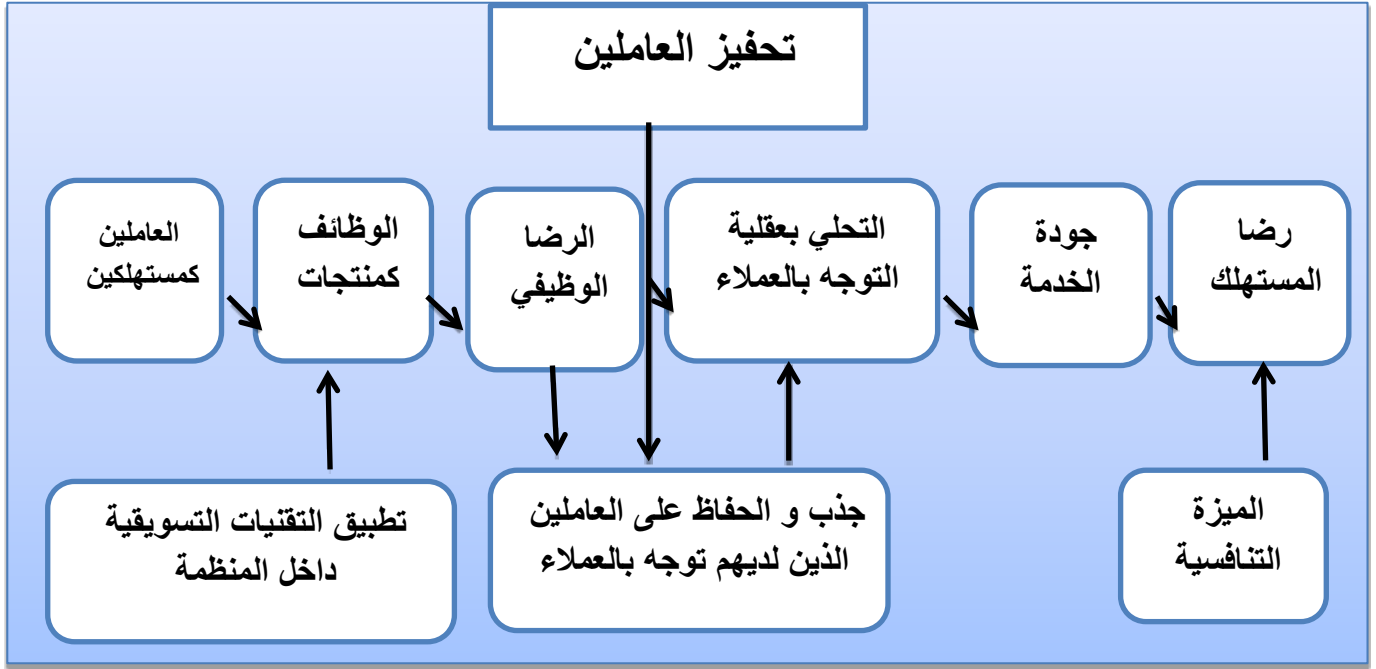 تحفيز العاملين
العاملين
كمستهلكين
الوظائف
كمنتجات
الرضا
الوظيفي
التحلي بعقلية
التوجه بالعملاء
جودة
الخدمة
رضا
المستهلك
تطبيق التقنيات التسويقية
داخل المنظمة
جذب و الحفاظ على العاملين
الذين لديهم توجه بالعملاء
الميزة
التنافسية